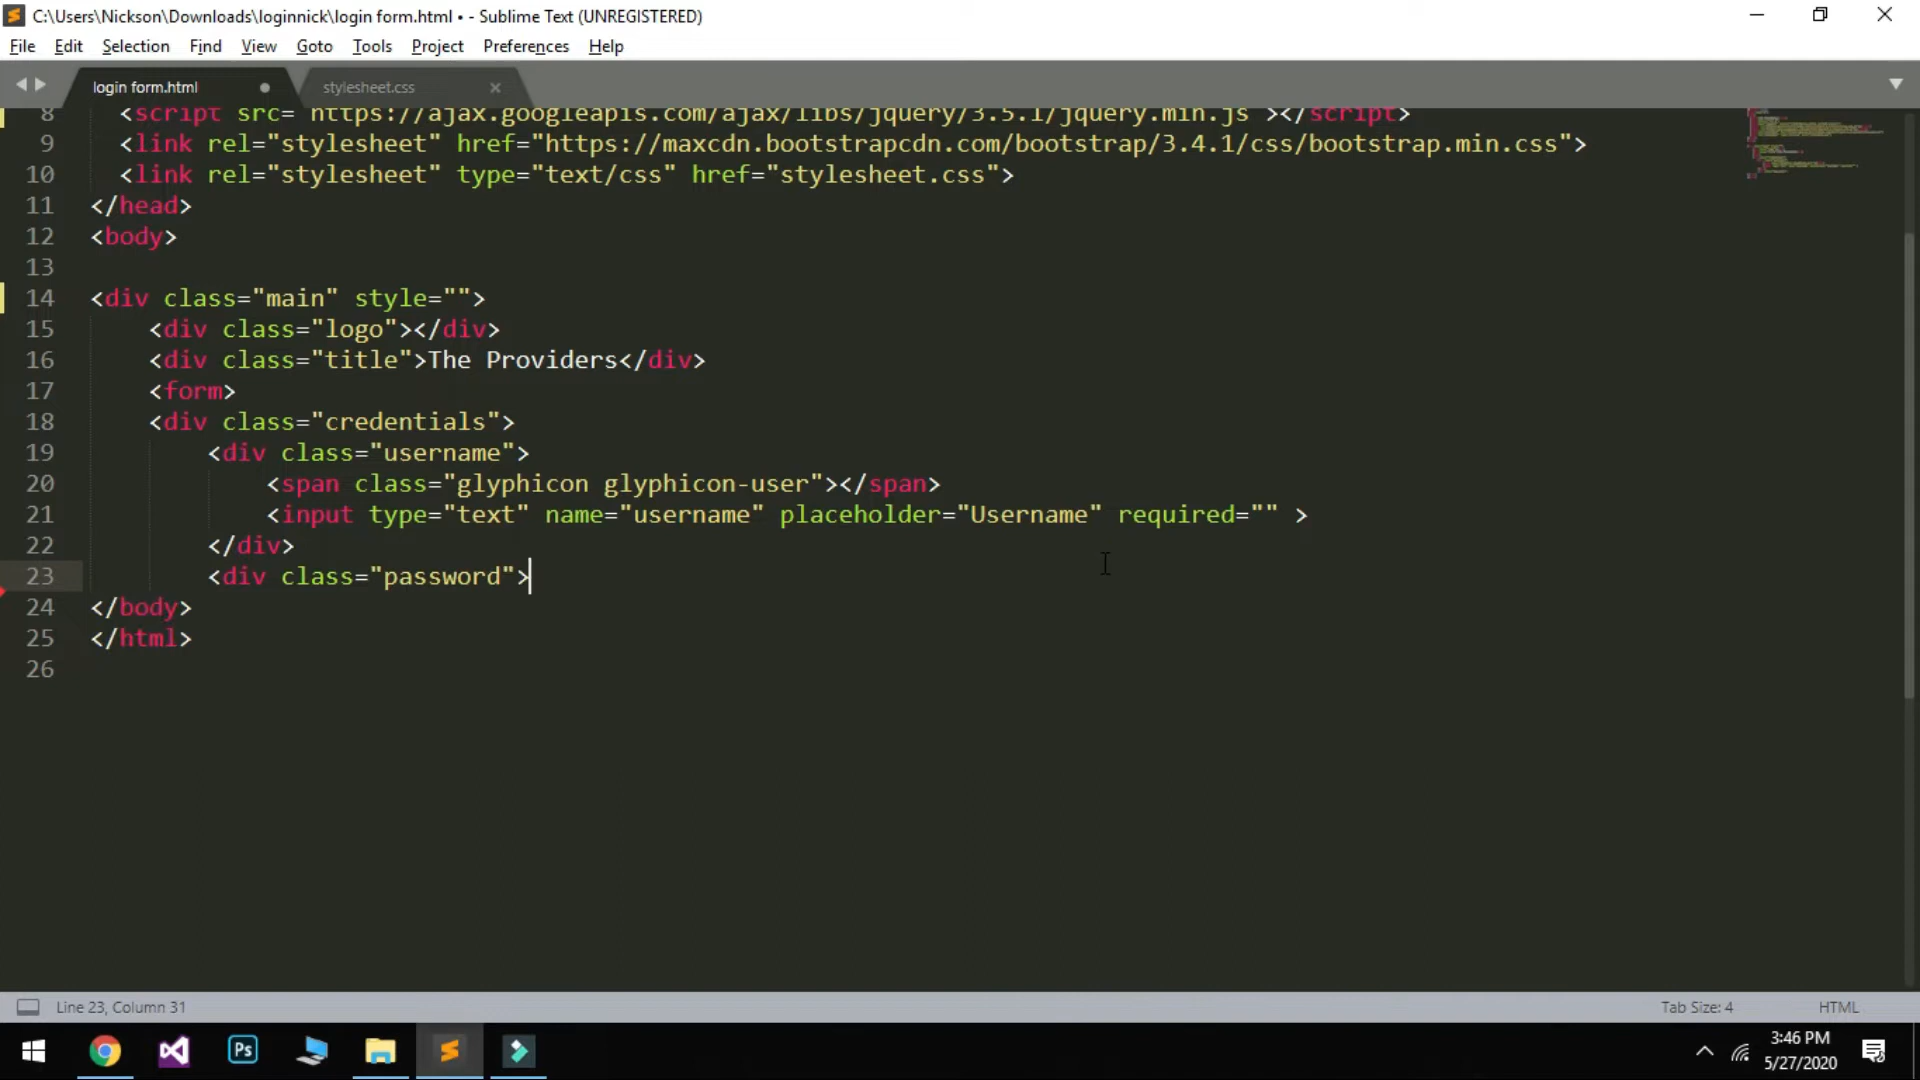 C:\Users\Nickson\Downloads\loginnick\login form.html • - Sublime Text (UNREGISTERED)
File Edit Selection Find View Goto Tools Project Preferences Help
login form.html stylesheet.css
8 <script src= https://ajax.googleapis.com/ajax/libs/jquery/3.5.1/jquery.min.js ></script>
9 <link rel="stylesheet" href="https://maxcdn.bootstrapcdn.com/bootstrap/3.4.1/css/bootstrap.min.css">
10 <link rel="stylesheet" type="text/css" href="stylesheet.css">
11 </head>
12 <body>
13
14 <div class="main" style="">
15 <div class="logo"></div>
16 <div class="title">The Providers</div>
17 <form>
18 <div class="credentials">
19 <div class="username">
20 <span class="glyphicon glyphicon-user"></span>
21 <input type="text" name="username" placeholder="Username" required="" >
22 </div>
23 <div class="password">
24 </body>
25 </html>
26
Line 23, Column 31 Tab Size: 4 HTML
Ps
3:46 PM
5/27/2020